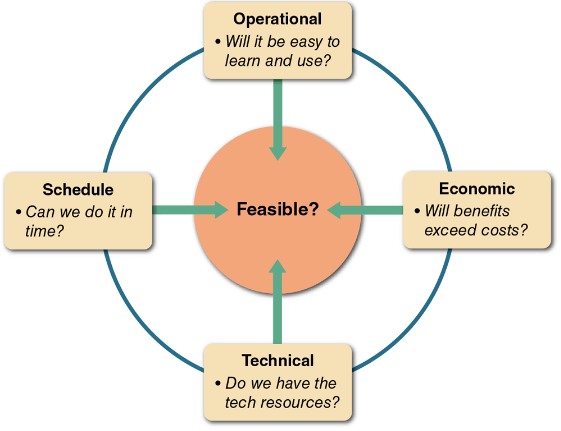 Operational
• Will it be easy to
learn and use?
Schedule
• Can we do it in
time?
Feasible?
Economic
• Will benefits
exceed costs?
Technical
• Do we have the
tech resources?